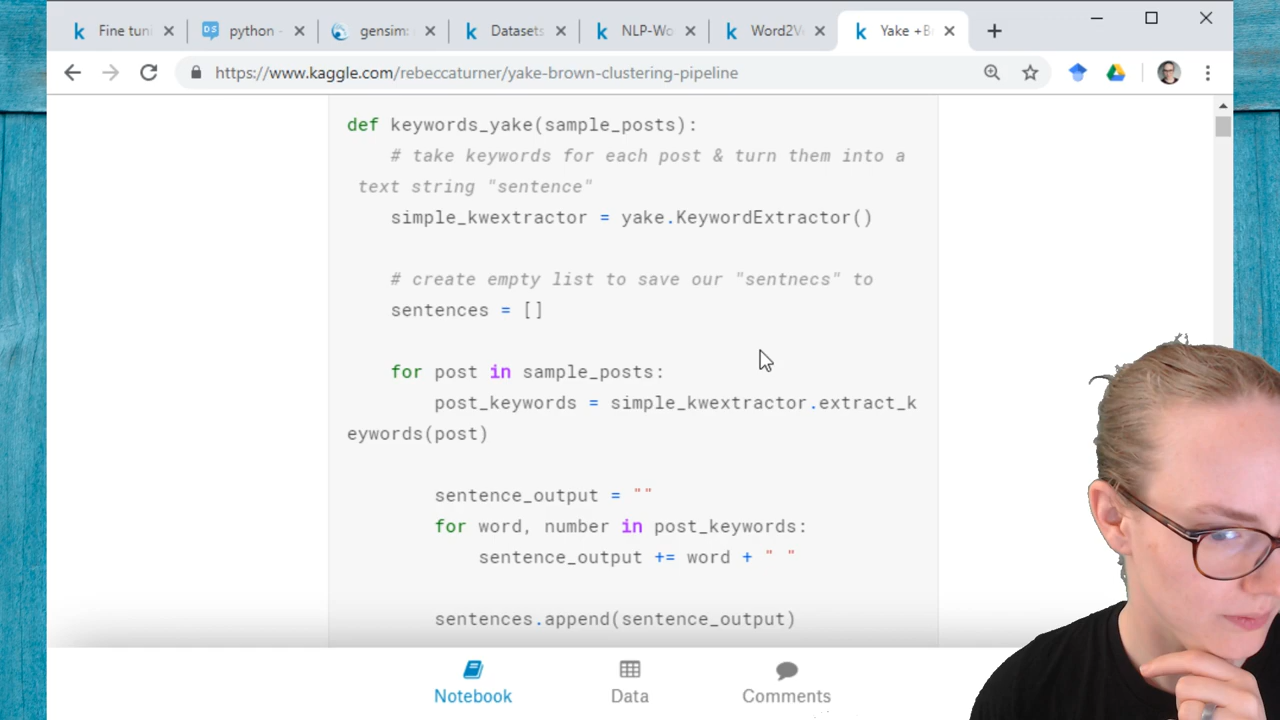 Fine tuni
python -
gensim:
Datasets
NLP-Wo
Word2V
Yake +B
https://www.kaggle.com/rebeccaturner/yake-brown-clustering-pipeline
def keywords_yake(sample_posts):
# take keywords for each post & turn them into a
text string "sentence"
simple_kwextractor = yake.KeywordExtractor()
# create empty list to save our "sentnecs" to
sentences = []
for post in sample_posts:
post_keywords = simple_kwextractor.extract_k
eywords(post)
sentence_output = ""
for word, number in post_keywords:
sentence_output += word + " "
sentences.append(sentence_output)
Notebook
Data
Comments